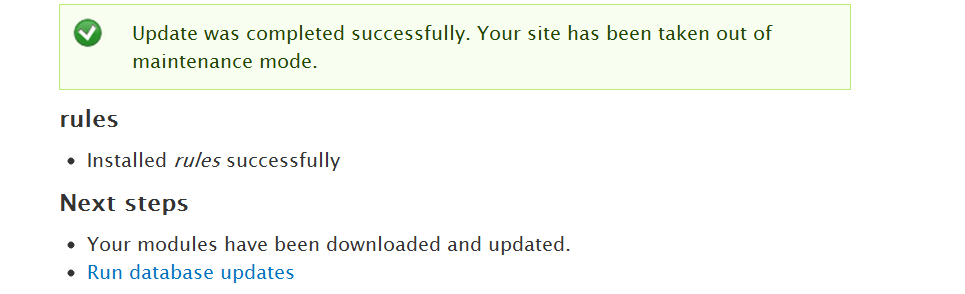 Update was completed successfully. Your site has been taken out of
maintenance mode.
rules
Installed rules successfully
Next steps
Your modules have been downloaded and updated.
Run database updates